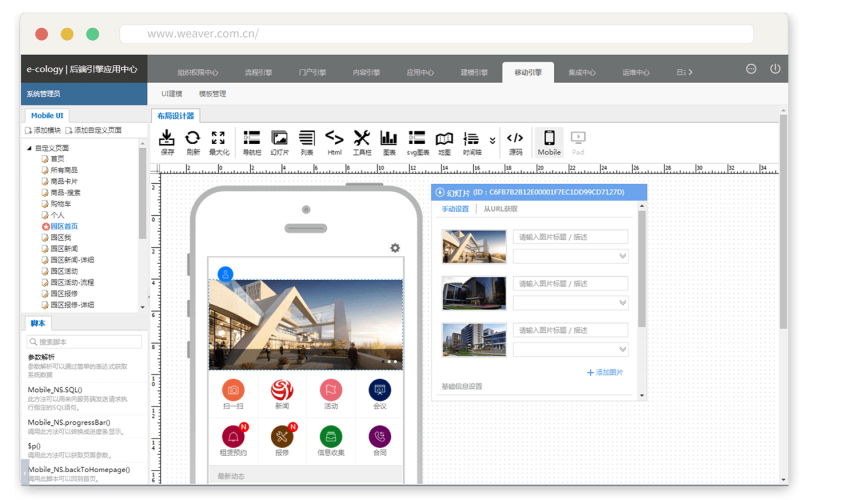 www.weaver.com.cn/
e-cology | 后端引擎应用中心
组织权限中心 流程引擎 门户引擎 内容引擎 应用中心 建模引擎 移动引擎 集成中心 运维中心
系统管理员 UI建模 模板管理
Mobile UI 布局设计器
添加模块 添加自定义页面
保存 刷新 最大化 导航栏 幻灯片 列表 Html 工具栏 图表 svg图表 地图 时间轴 源码 Mobile Pad
自定义页面
首页
所有商品
商品卡片
商品-搜索
购物车
个人
园区首页
园区我
园区新闻
园区新闻-详细
园区活动
园区活动-流程
园区报修
园区报修-详细
幻灯片 (ID : C6FB7B2B12E00001F7EC1DD99CD7127D)
手动设置 从URL获取
请输入图片标题 / 描述
请输入图片标题 / 描述
请输入图片标题 / 描述
添加图片
基础信息设置
扫一扫 新闻 活动 会议
N N
租赁预约 报修 信息收集 合同
最新动态
脚本
搜索脚本
参数解析
参数解析可以通过简单的表达式获取
系统数据
Mobile_NS.SQL()
此方法可以用来向服务端发送请求执
行指定的SQL语句。
Mobile_NS.progressBar()
调用此方法可以转换成进度条显示。
$p()
调用此方法可以获取页面参数。
Mobile_NS.backToHomepage()
调用此脚本可以回到首页。